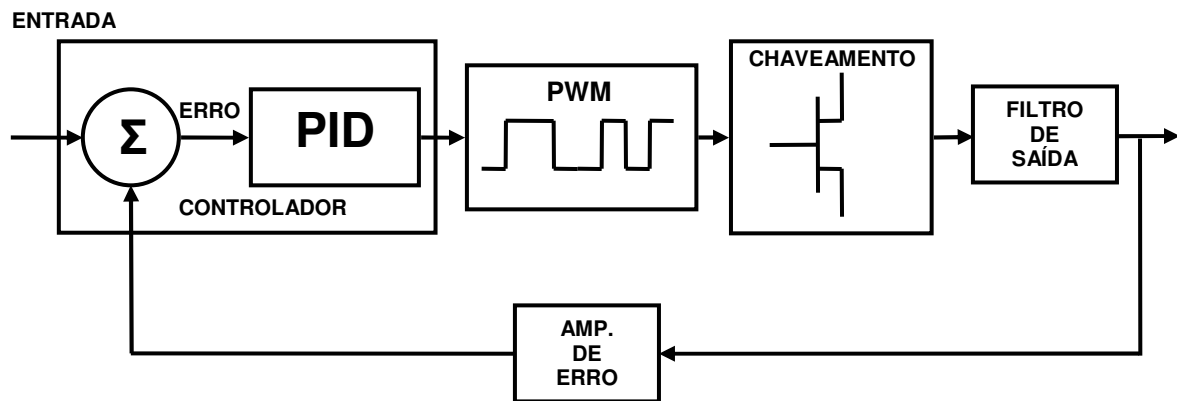 ENTRADA
Σ
ERRO
PID
CONTROLADOR
PWM
CHAVEAMENTO
FILTRO
DE
SAÍDA
AMP.
DE
ERRO